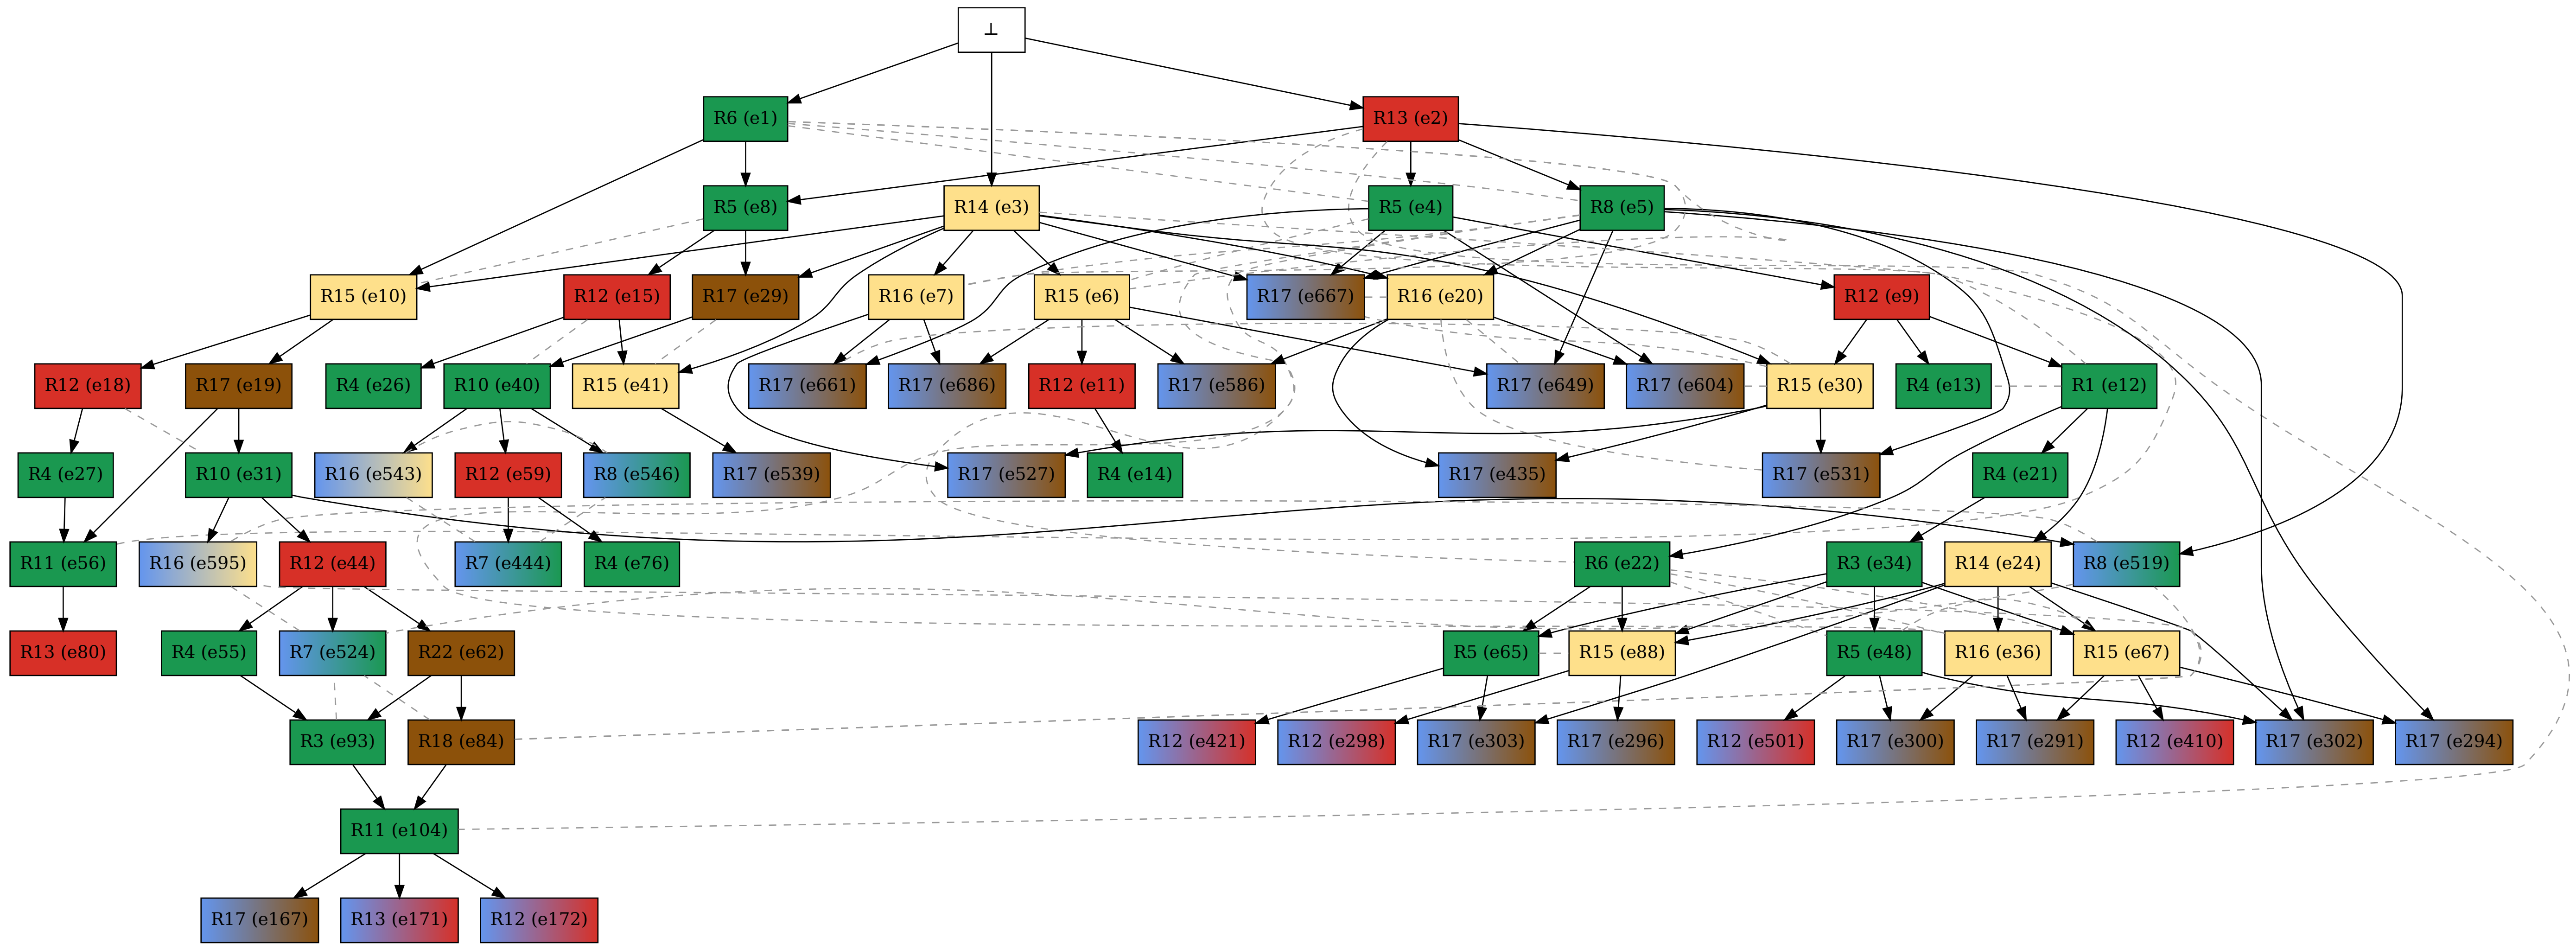 ⊥
R6 (e1)
R13 (e2)
R5 (e8)
R14 (e3)
R5 (e4)
R8 (e5)
R15 (e10)
R12 (e15)
R17 (e29)
R16 (e7)
R15 (e6)
R17 (e667)
R16 (e20)
R12 (e9)
R12 (e18)
R17 (e19)
R4 (e26)
R10 (e40)
R15 (e41)
R17 (e661)
R17 (e686)
R12 (e11)
R17 (e586)
R17 (e649)
R17 (e604)
R15 (e30)
R4 (e13)
R1 (e12)
R4 (e27)
R10 (e31)
R16 (e543)
R12 (e59)
R8 (e546)
R17 (e539)
R17 (e527)
R4 (e14)
R17 (e435)
R17 (e531)
R4 (e21)
R11 (e56)
R16 (e595)
R12 (e44)
R7 (e444)
R4 (e76)
R6 (e22)
R3 (e34)
R14 (e24)
R8 (e519)
R13 (e80)
R4 (e55)
R7 (e524)
R22 (e62)
R5 (e65)
R15 (e88)
R5 (e48)
R16 (e36)
R15 (e67)
R3 (e93)
R18 (e84)
R12 (e421)
R12 (e298)
R17 (e303)
R17 (e296)
R12 (e501)
R17 (e300)
R17 (e291)
R12 (e410)
R17 (e302)
R17 (e294)
R11 (e104)
R17 (e167)
R13 (e171)
R12 (e172)